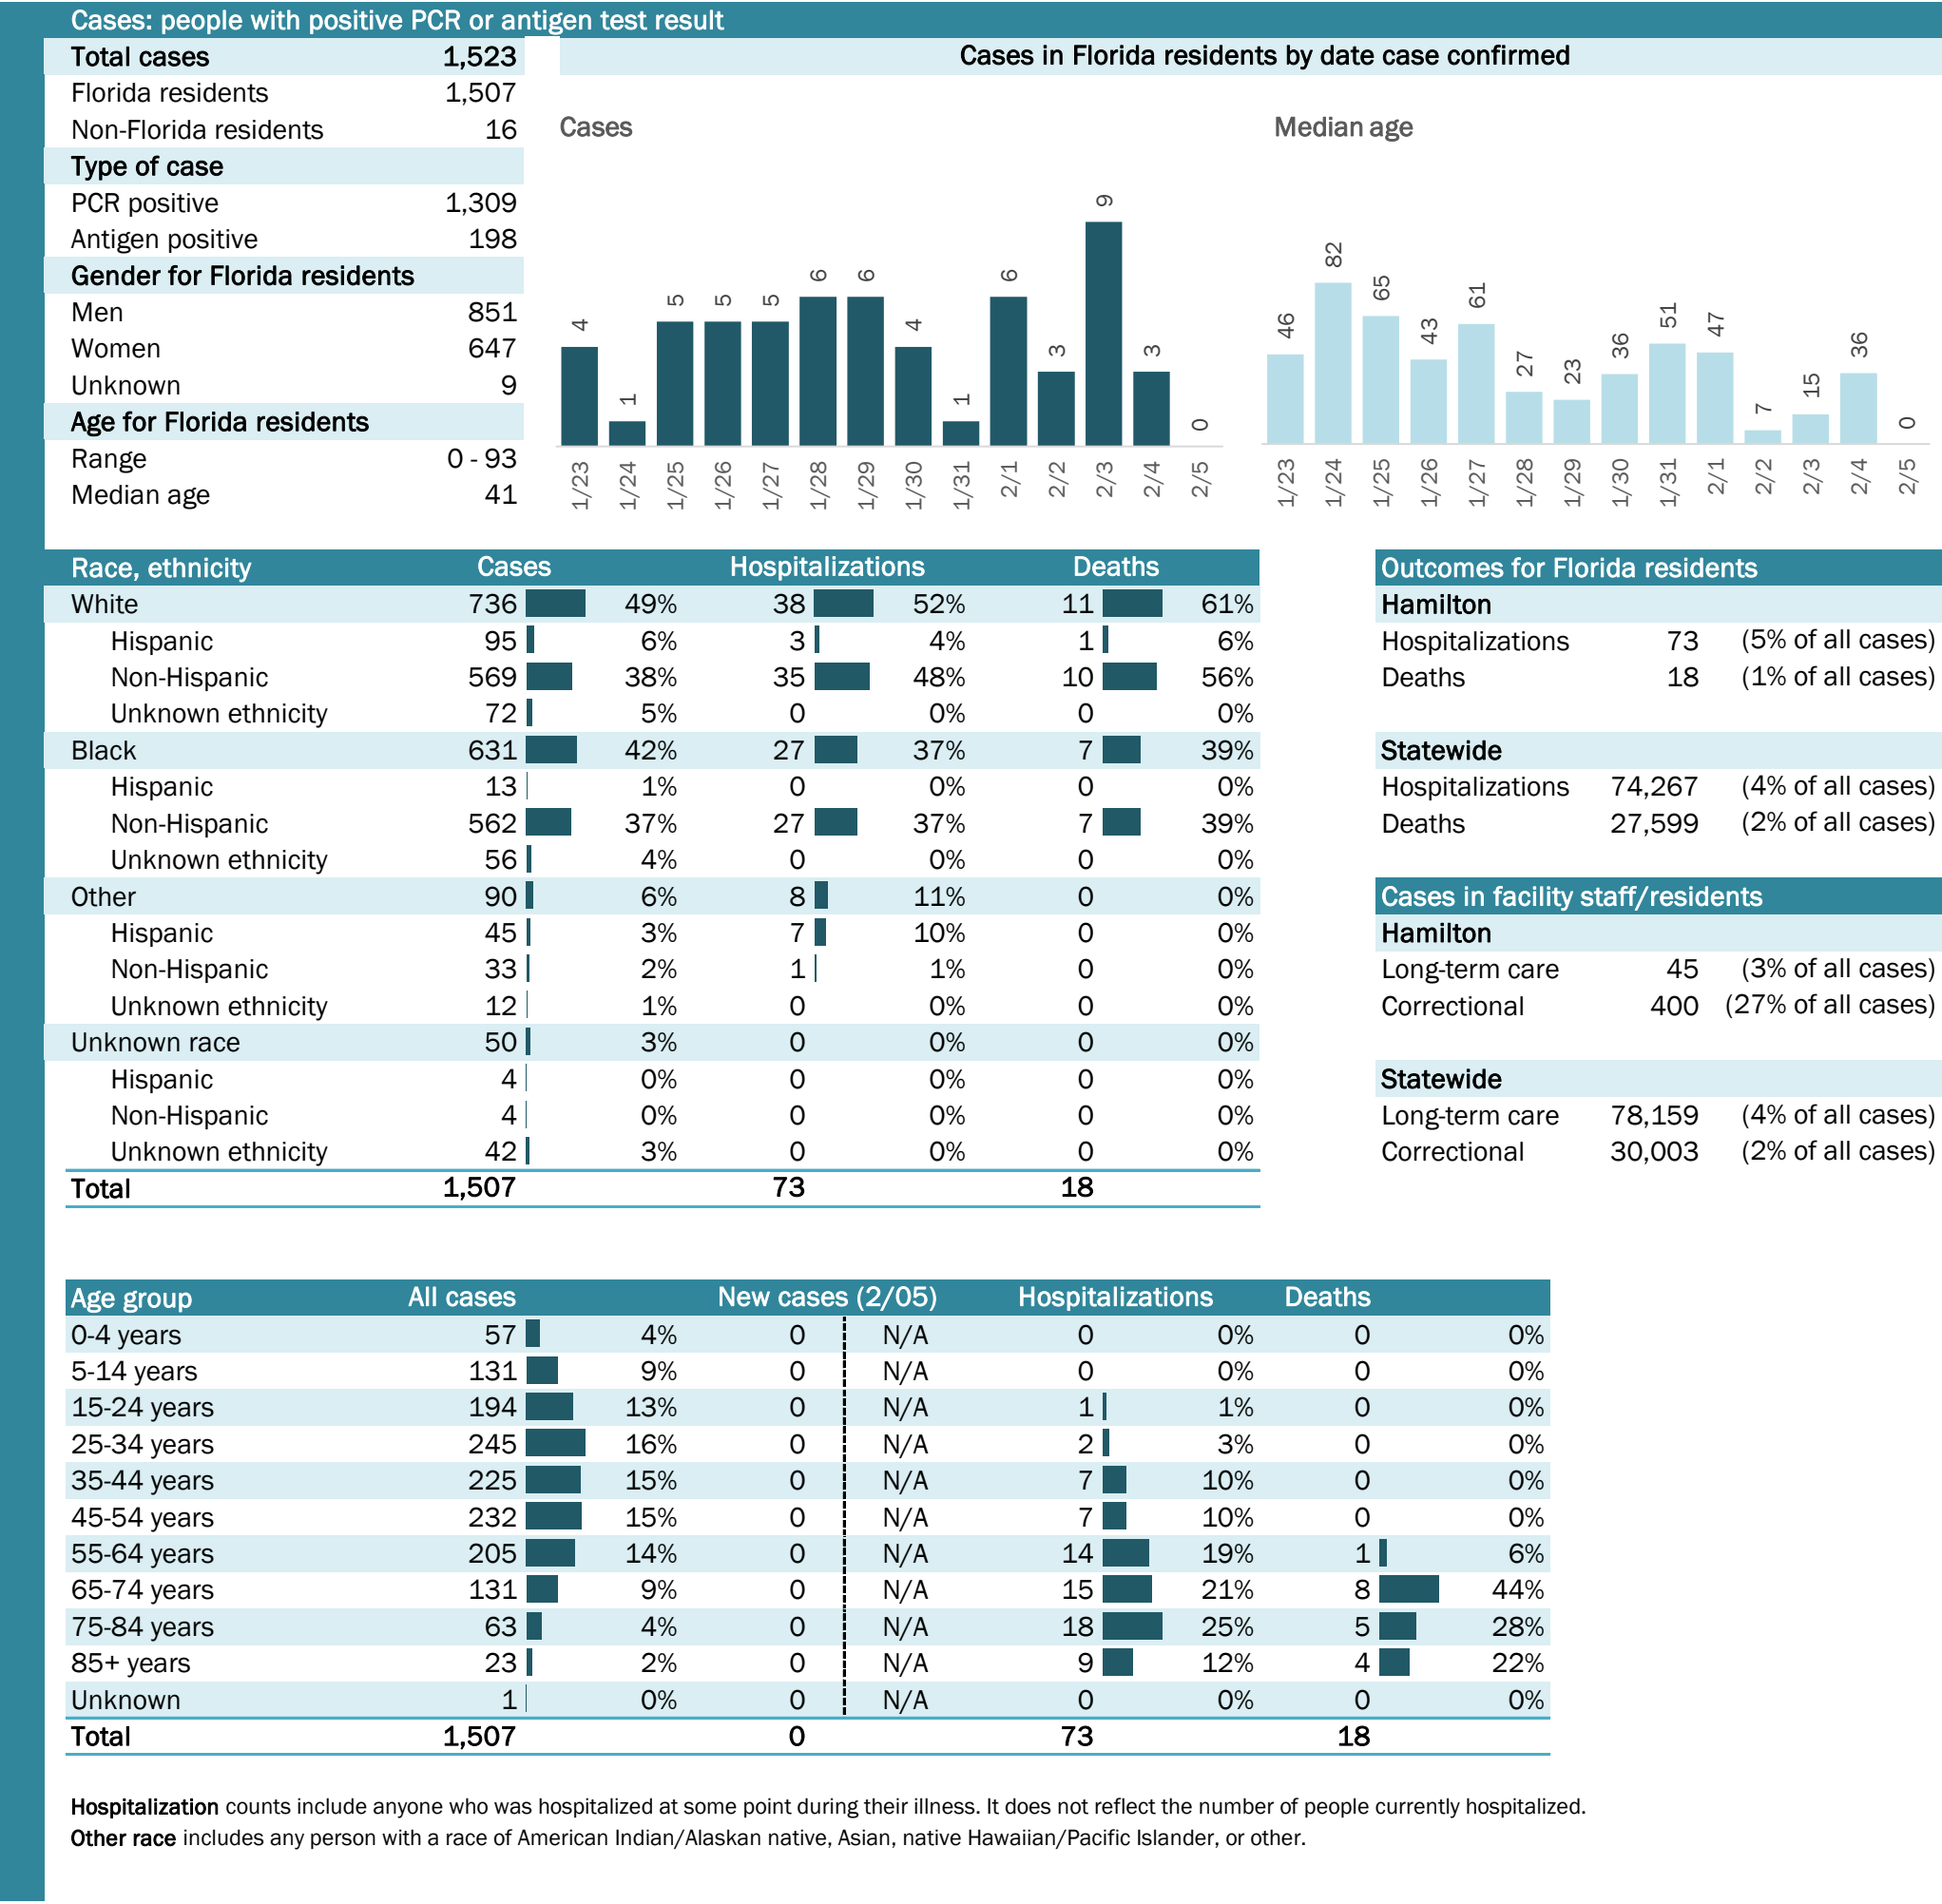 Cases: people with positive PCR or antigen test result
Total cases 1,523
Florida residents 1,507
Non-Florida residents 16
Type of case
PCR positive 1,309
Antigen positive 198
Gender for Florida residents
Men 851
Women 647
Unknown 9
Age for Florida residents
Range 0 - 93
Median age 41
Cases in Florida residents by date case confirmed
Cases
4 1 5 5 5 6 6 4 1 6 3 9 3 0
1/23 1/24 1/25 1/26 1/27 1/28 1/29 1/30 1/31 2/1 2/2 2/3 2/4 2/5
Median age
46 82 65 43 61 27 23 36 51 47 7 15 36 0
1/23 1/24 1/25 1/26 1/27 1/28 1/29 1/30 1/31 2/1 2/2 2/3 2/4 2/5
Race, ethnicity Cases Hospitalizations Deaths
White 736 49% 38 52% 11 61%
Hispanic 95 6% 3 4% 1 6%
Non-Hispanic 569 38% 35 48% 10 56%
Unknown ethnicity 72 5% 0 0% 0 0%
Black 631 42% 27 37% 7 39%
Hispanic 13 1% 0 0% 0 0%
Non-Hispanic 562 37% 27 37% 7 39%
Unknown ethnicity 56 4% 0 0% 0 0%
Other 90 6% 8 11% 0 0%
Hispanic 45 3% 7 10% 0 0%
Non-Hispanic 33 2% 1 1% 0 0%
Unknown ethnicity 12 1% 0 0% 0 0%
Unknown race 50 3% 0 0% 0 0%
Hispanic 4 0% 0 0% 0 0%
Non-Hispanic 4 0% 0 0% 0 0%
Unknown ethnicity 42 3% 0 0% 0 0%
Total 1,507 73 18
Outcomes for Florida residents
Hamilton
Hospitalizations 73 (5% of all cases)
Deaths 18 (1% of all cases)
Statewide
Hospitalizations 74,267 (4% of all cases)
Deaths 27,599 (2% of all cases)
Cases in facility staff/residents
Hamilton
Long-term care 45 (3% of all cases)
Correctional 400 (27% of all cases)
Statewide
Long-term care 78,159 (4% of all cases)
Correctional 30,003 (2% of all cases)
Age group All cases New cases (2/05) Hospitalizations Deaths
0-4 years 57 4% 0 N/A 0 0% 0 0%
5-14 years 131 9% 0 N/A 0 0% 0 0%
15-24 years 194 13% 0 N/A 1 1% 0 0%
25-34 years 245 16% 0 N/A 2 3% 0 0%
35-44 years 225 15% 0 N/A 7 10% 0 0%
45-54 years 232 15% 0 N/A 7 10% 0 0%
55-64 years 205 14% 0 N/A 14 19% 1 6%
65-74 years 131 9% 0 N/A 15 21% 8 44%
75-84 years 63 4% 0 N/A 18 25% 5 28%
85+ years 23 2% 0 N/A 9 12% 4 22%
Unknown 1 0% 0 N/A 0 0% 0 0%
Total 1,507 0 73 18
Hospitalization counts include anyone who was hospitalized at some point during their illness. It does not reflect the number of people currently hospitalized.
Other race includes any person with a race of American Indian/Alaskan native, Asian, native Hawaiian/Pacific Islander, or other.